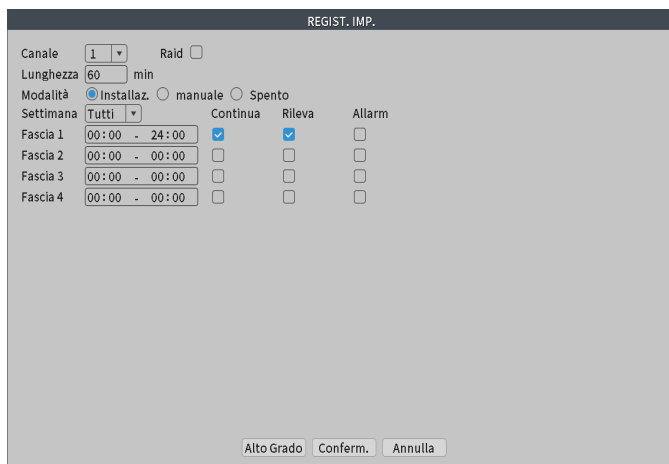 REGIST. IMP.
Canale 1 Raid
Lunghezza 60 min
Modalità Installaz. manuale Spento
Settimana Tutti Continua Rileva Allarm
Fascia 1 00:00 - 24:00
Fascia 2 00:00 - 00:00
Fascia 3 00:00 - 00:00
Fascia 4 00:00 - 00:00
Alto Grado Conferm. Annulla